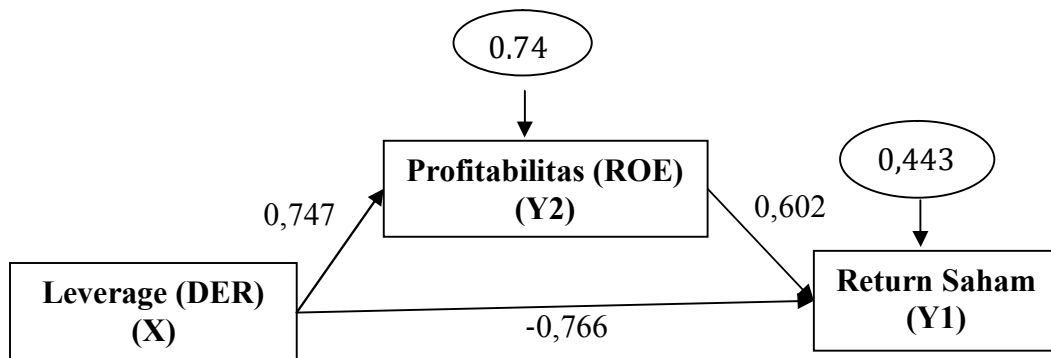 0.74
Profitabilitas (ROE)
(Y2)
0,443
0,747
0,602
Leverage (DER)
(X)
-0,766
Return Saham
(Y1)